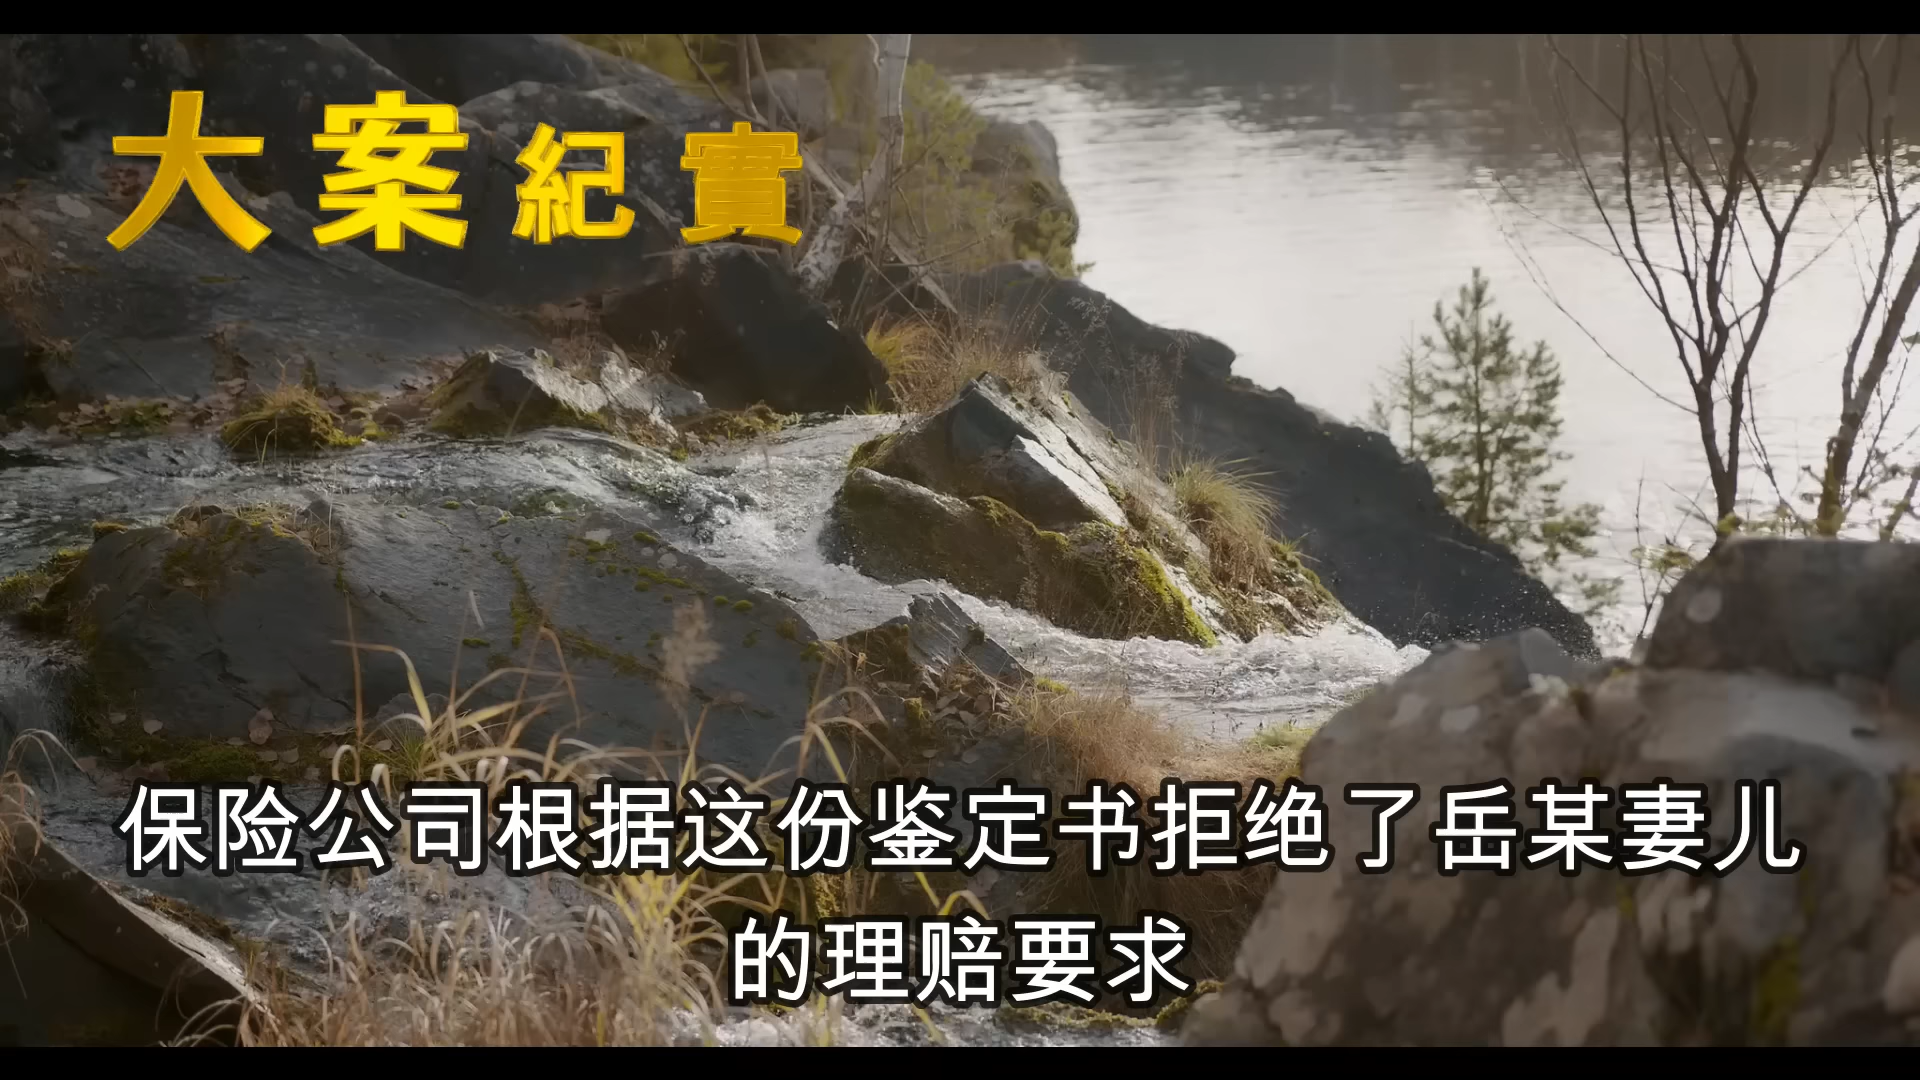 大案紀實
保险公司根据这份鉴定书拒绝了岳某妻儿
的理赔要求